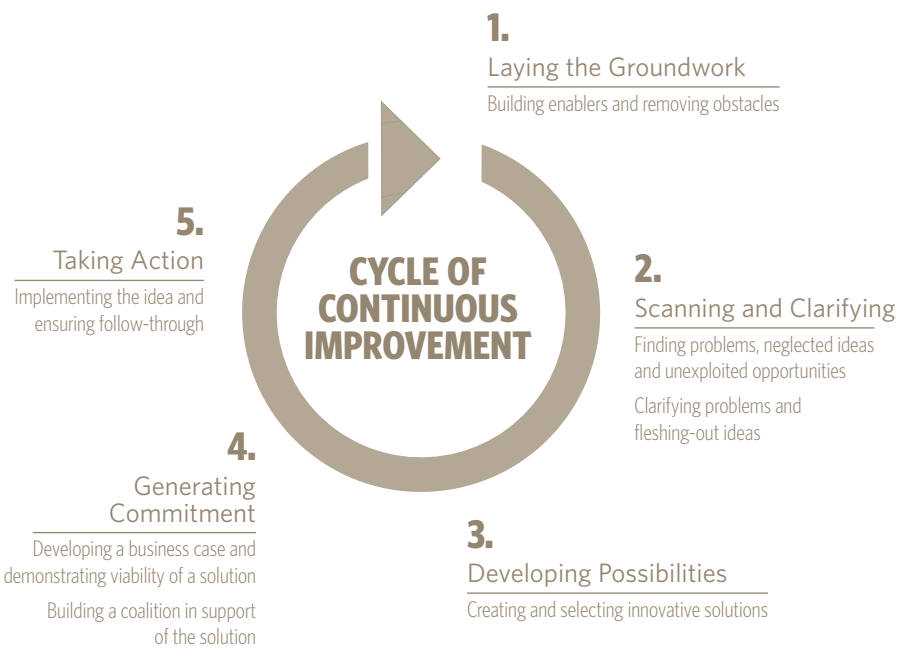 1.
Laying the Groundwork
Building enablers and removing obstacles
CYCLE OF
CONTINUOUS
IMPROVEMENT
2.
Scanning and Clarifying
Finding problems, neglected ideas
and unexploited opportunities
Clarifying problems and
fleshing-out ideas
3.
Developing Possibilities
Creating and selecting innovative solutions
4.
Generating
Commitment
Developing a business case and
demonstrating viability of a solution
Building a coalition in support
of the solution
5.
Taking Action
Implementing the idea and
ensuring follow-through